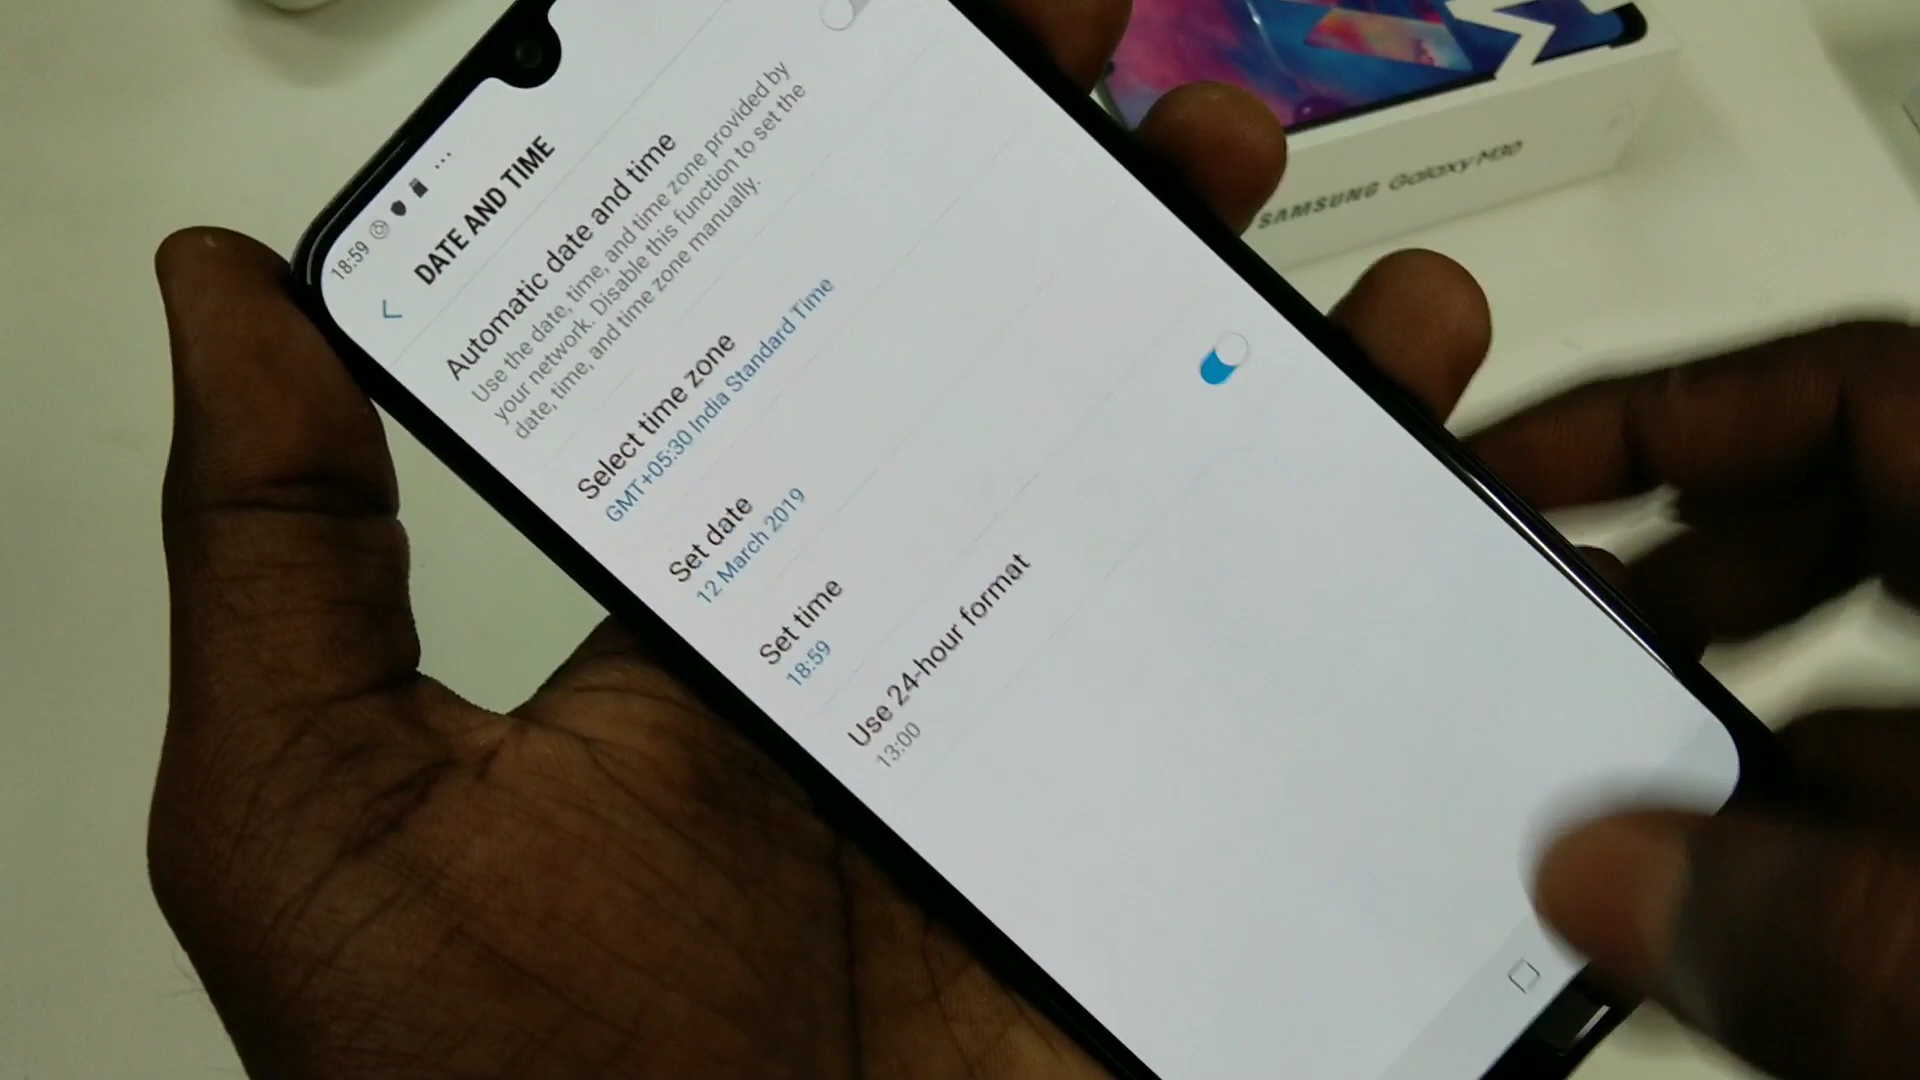 18:59
DATE AND TIME
Automatic date and time
Use the date, time, and time zone provided by
your network. Disable this function to set the
date, time, and time zone manually.
Select time zone
GMT+05:30 India Standard Time
Set date
12 March 2019
Set time
18:59
Use 24-hour format
13:00
SAMSUNG Galaxy M30